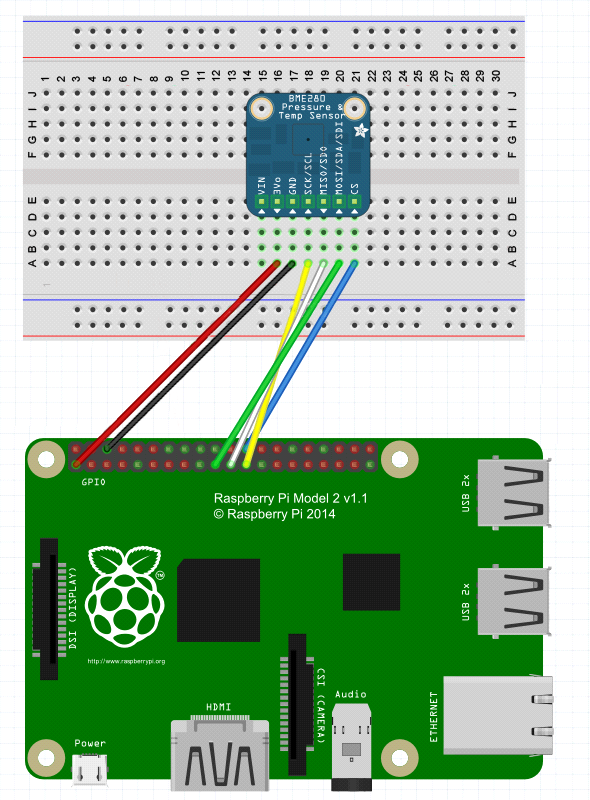 1 2 3 4 5 6 7 8 9 10 11 12 13 14 15 16 17 18 19 20 21 22 23 24 25 26 27 28 29 30
J J
I I
H H
G G
F F
BME280
Pressure &
Temp Sensor
VIN
3Vo
GND
SCK/SCL
MISO/SDO
MOSI/SDA/SDI
CS
E E
D D
C C
B B
A A
GPIO
Raspberry Pi Model 2 v1.1
© Raspberry Pi 2014
USB 2x
USB 2x
DSI (DISPLAY)
TM
http://www.raspberrypi.org
CSI (CAMERA)
Audio
ETHERNET
HDMI
Power